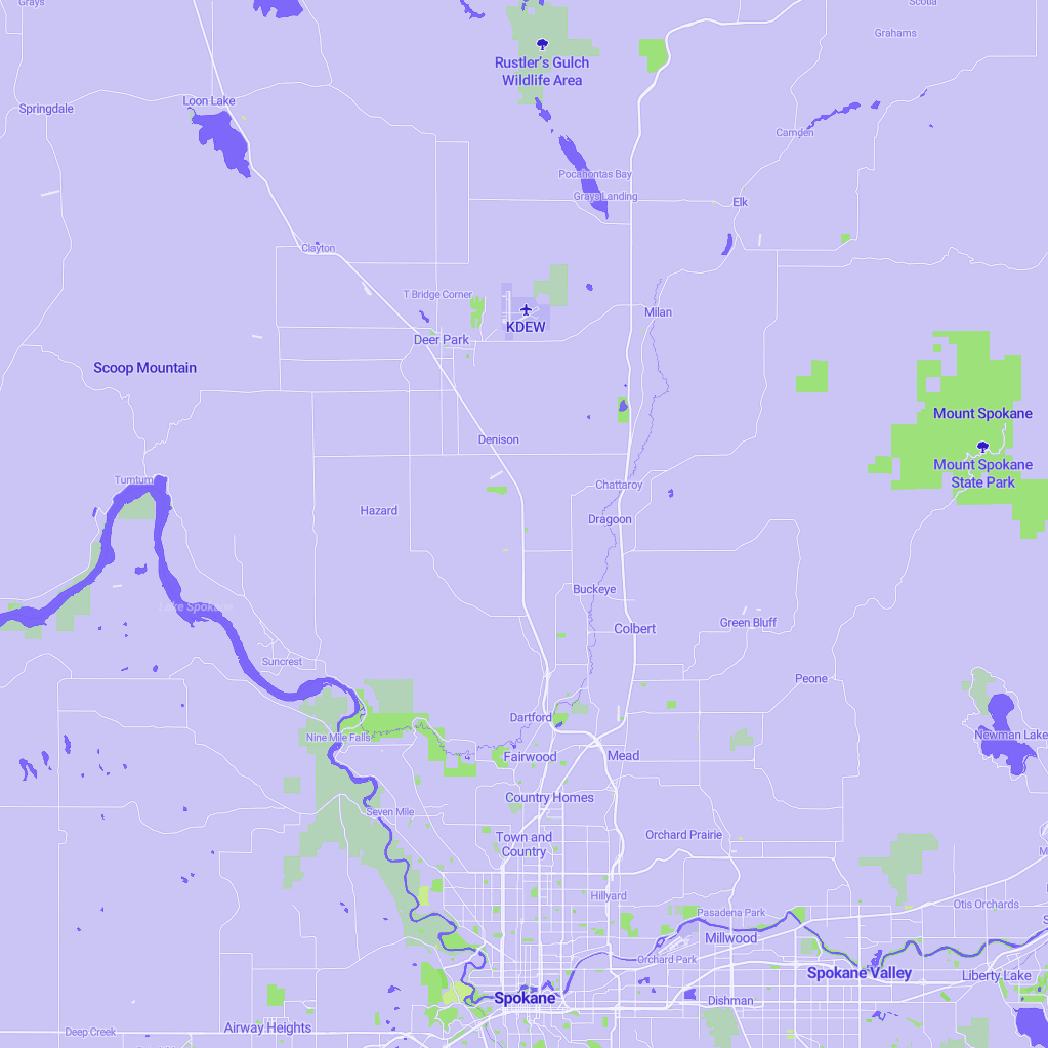 Grays
Scotia
Grahams
Rustler's Gulch
Wildlife Area
Loon Lake
Springdale
Camden
Pocahontas Bay
Grays Landing
Elk
Clayton
T Bridge Corner
Milan
KDEW
Deer Park
Scoop Mountain
Mount Spokane
Denison
Mount Spokane
State Park
Tumtum
Chattaroy
Hazard
Dragoon
Buckeye
Lake Spokane
Green Bluff
Colbert
Suncrest
Peone
Dartford
Nine Mile Falls
Newman Lake
Fairwood
Mead
Country Homes
Seven Mile
Town and
Country
Orchard Prairie
Hillyard
Otis Orchards
Pasadena Park
Millwood
Orchard Park
Spokane Valley
Liberty Lake
Spokane
Dishman
Airway Heights
Deep Creek